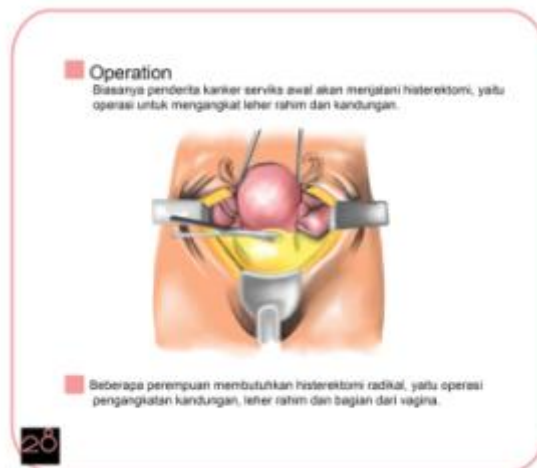 Operation
Biasanya penderita kanker serviks awal akan menjalani histerektomi, yaitu
operasi untuk mengangkat leher rahim dan kandungan.
Beberapa perempuan membutuhkan histerektomi radikal, yaitu operasi
pengangkatan kandungan, leher rahim dan bagian dari vagina.
28